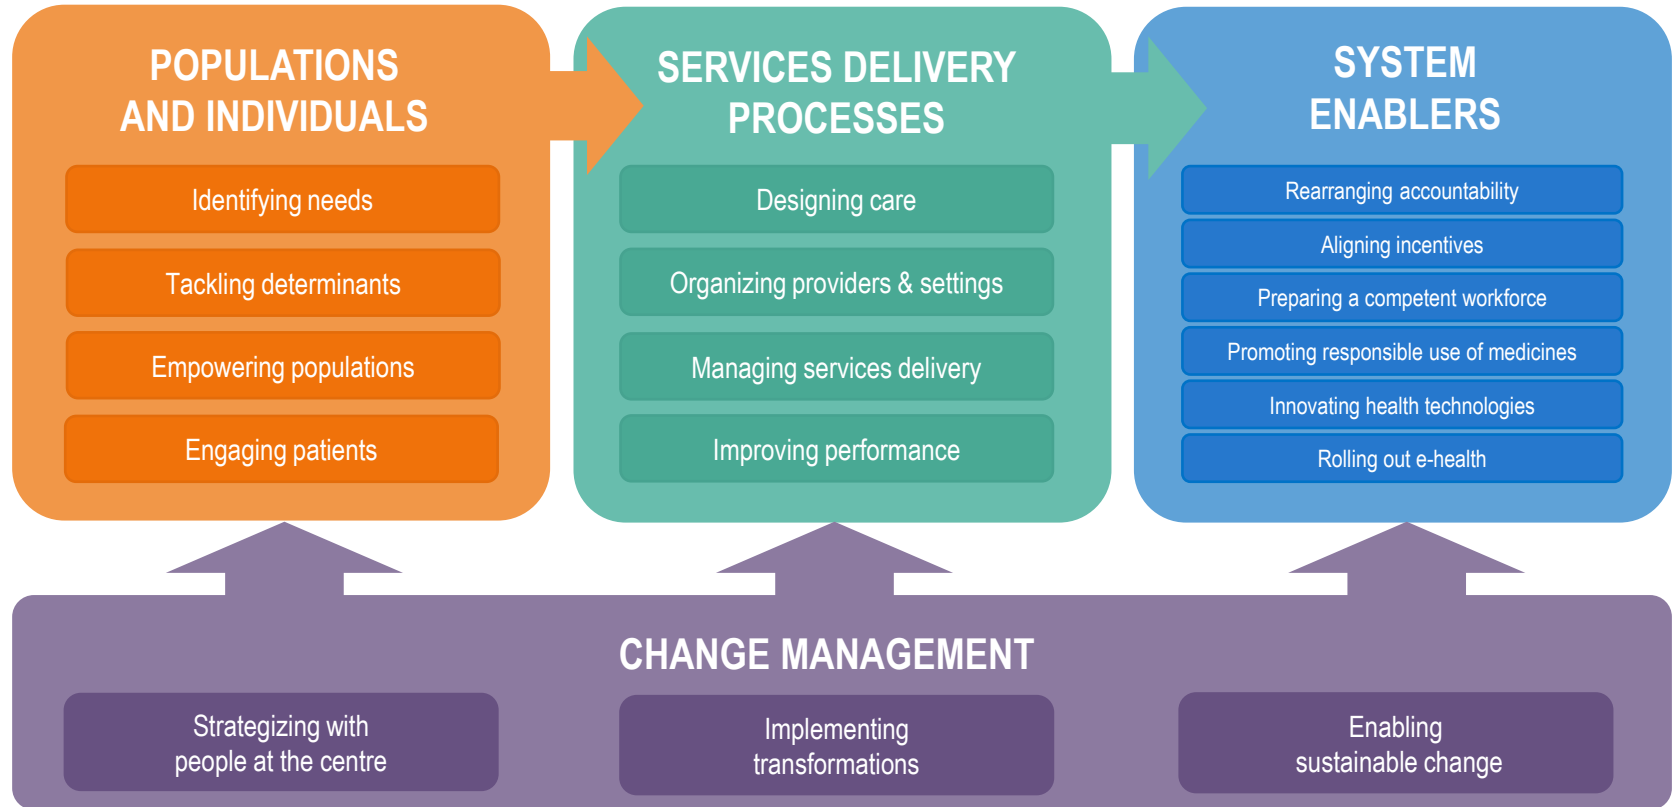 POPULATIONS
AND INDIVIDUALS
Identifying needs
Tackling determinants
Empowering populations
Engaging patients
SERVICES DELIVERY
PROCESSES
Designing care
Organizing providers & settings
Managing services delivery
Improving performance
SYSTEM
ENABLERS
Rearranging accountability
Aligning incentives
Preparing a competent workforce
Promoting responsible use of medicines
Innovating health technologies
Rolling out e-health
CHANGE MANAGEMENT
Strategizing with
people at the centre
Implementing
transformations
Enabling
sustainable change